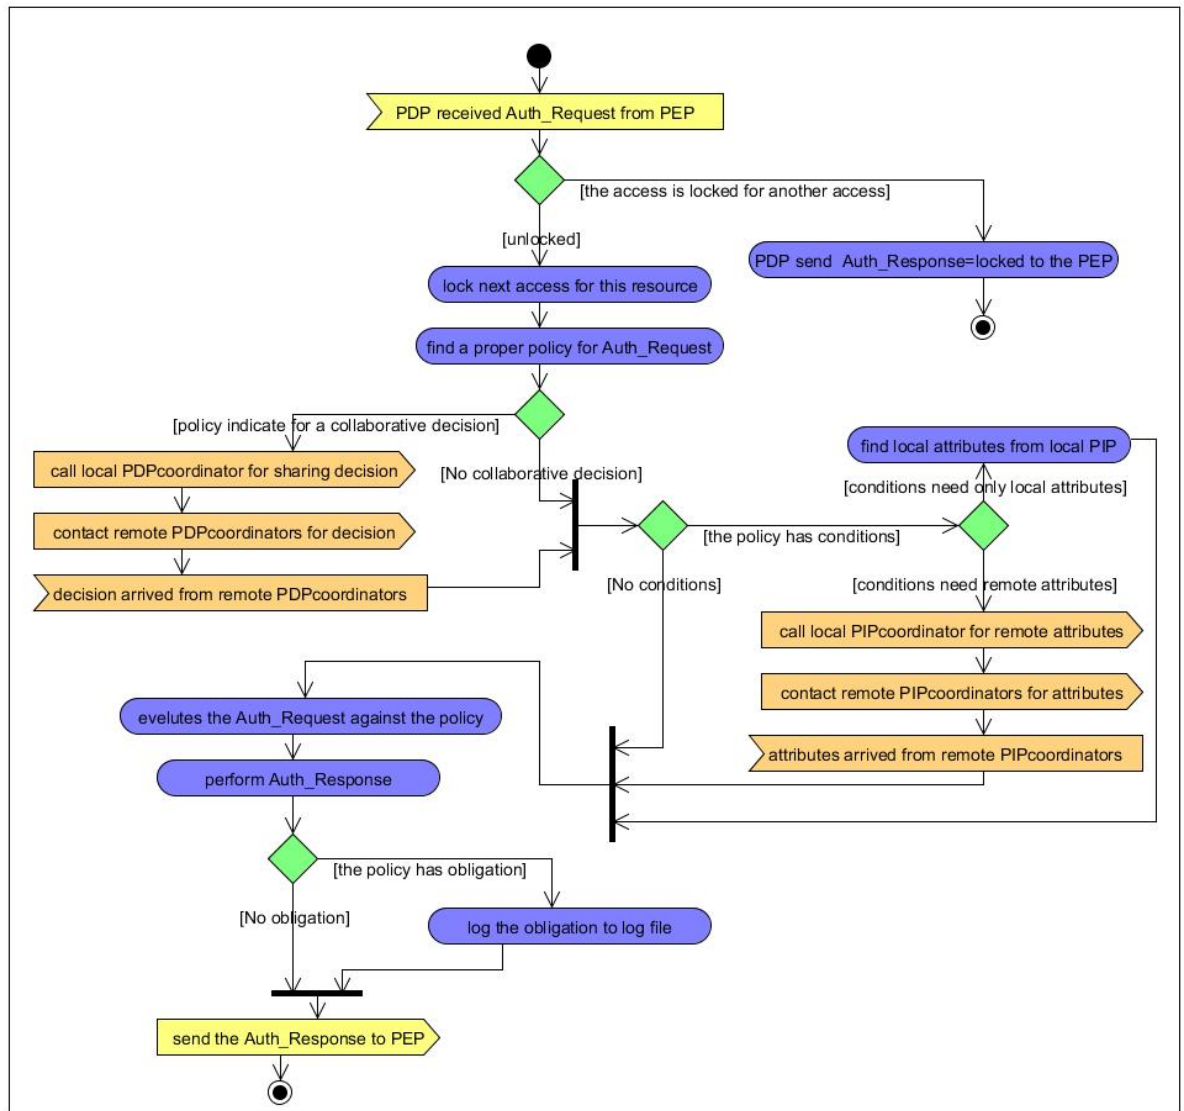 PDP received Auth_Request from PEP
[the access is locked for another access]
[unlocked]
PDP send Auth_Response=locked to the PEP
lock next access for this resource
find a proper policy for Auth_Request
[policy indicate for a collaborative decision]
call local PDPcoordinator for sharing decision
[No collaborative decision]
contact remote PDPcoordinators for decision
decision arrived from remote PDPcoordinators
find local attributes from local PIP
[conditions need only local attributes]
[the policy has conditions]
[No conditions]
[conditions need remote attributes]
call local PIPcoordinator for remote attributes
contact remote PIPcoordinators for attributes
attributes arrived from remote PIPcoordinators
evelutes the Auth_Request against the policy
perform Auth_Response
[the policy has obligation]
[No obligation]
log the obligation to log file
send the Auth_Response to PEP